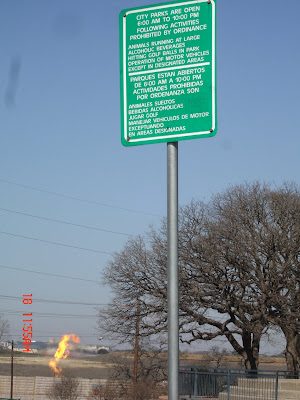 CITY PARKS ARE OPEN
6:00 AM TO 10:00 PM
FOLLOWING ACTIVITIES
PROHIBITED BY ORDINANCE
ANIMALS RUNNING AT LARGE
ALCOHOLIC BEVERAGES
HITTING GOLF BALLS IN PARK
OPERATION OF MOTOR VEHICLES
EXCEPT IN DESIGNATED AREAS
PARQUES ESTAN ABIERTOS
DE 6:00 AM A 10:00 PM
ACTIVIDADES PROHIBIDAS
POR ORDENANZA SON
ANIMALES SUELTOS
BEBIDAS ALCOHOLICAS
JUGAR GOLF
MANEJAR VEHICULOS DE MOTOR
EXCEPTUANDO
EN AREAS DESIGNADAS